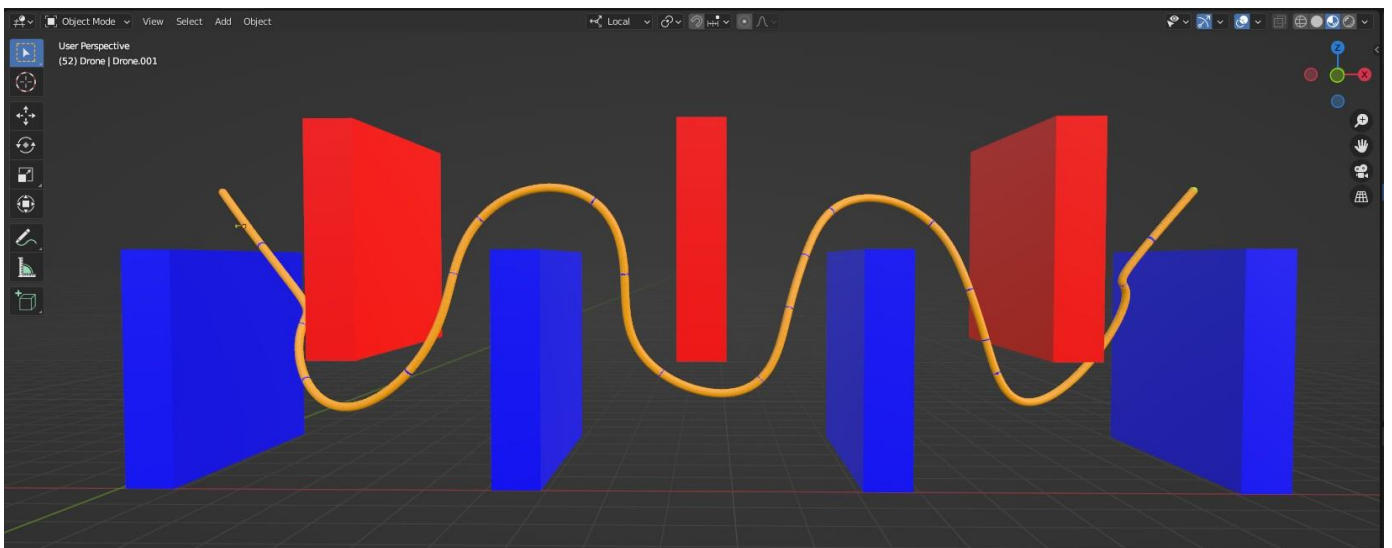 Object Mode View Select Add Object Local
User Perspective
(52) Drone | Drone.001
Z
X